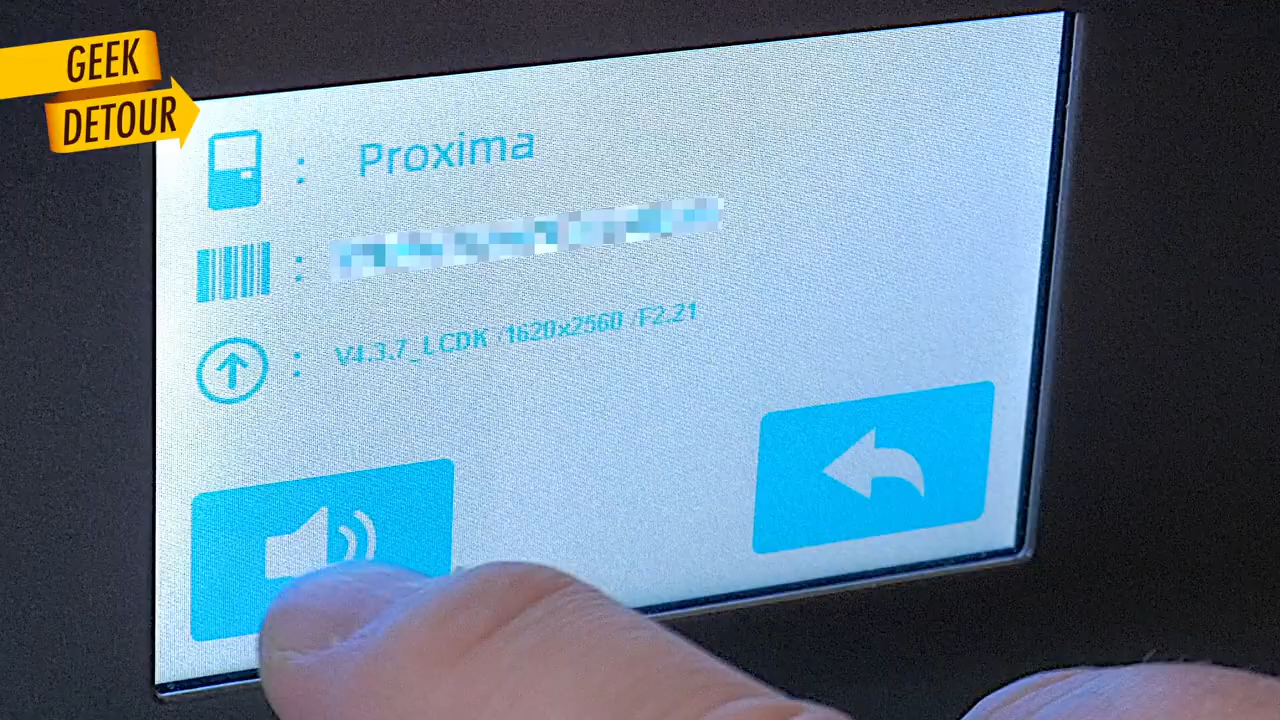 GEEK
DETOUR
: Proxima
:
: V4.3.7_LCDK /1620x2560 /F2.21